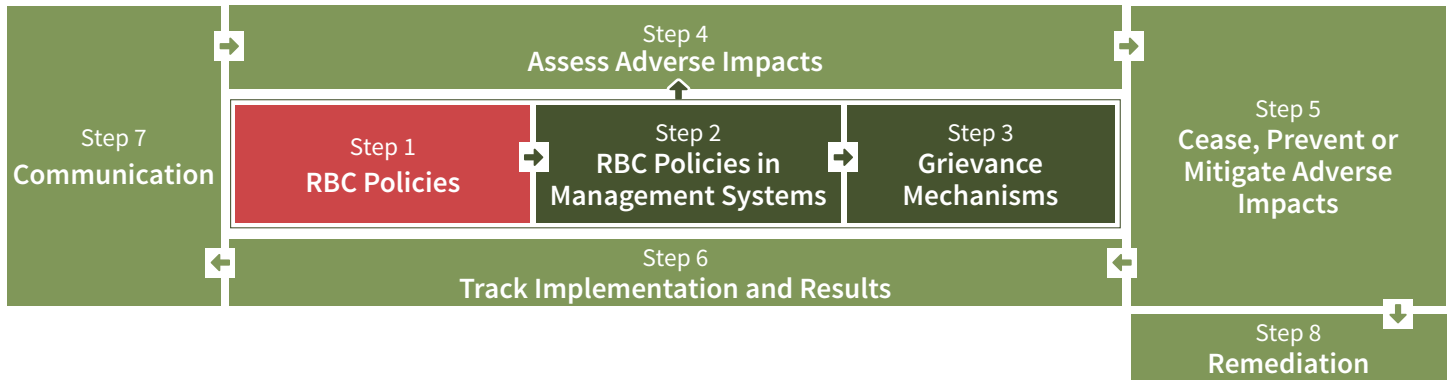 Step 4
Assess Adverse Impacts
Step 7
Communication
Step 1
RBC Policies
Step 2
RBC Policies in
Management Systems
Step 3
Grievance
Mechanisms
Step 5
Cease, Prevent or
Mitigate Adverse
Impacts
Step 6
Track Implementation and Results
Step 8
Remediation